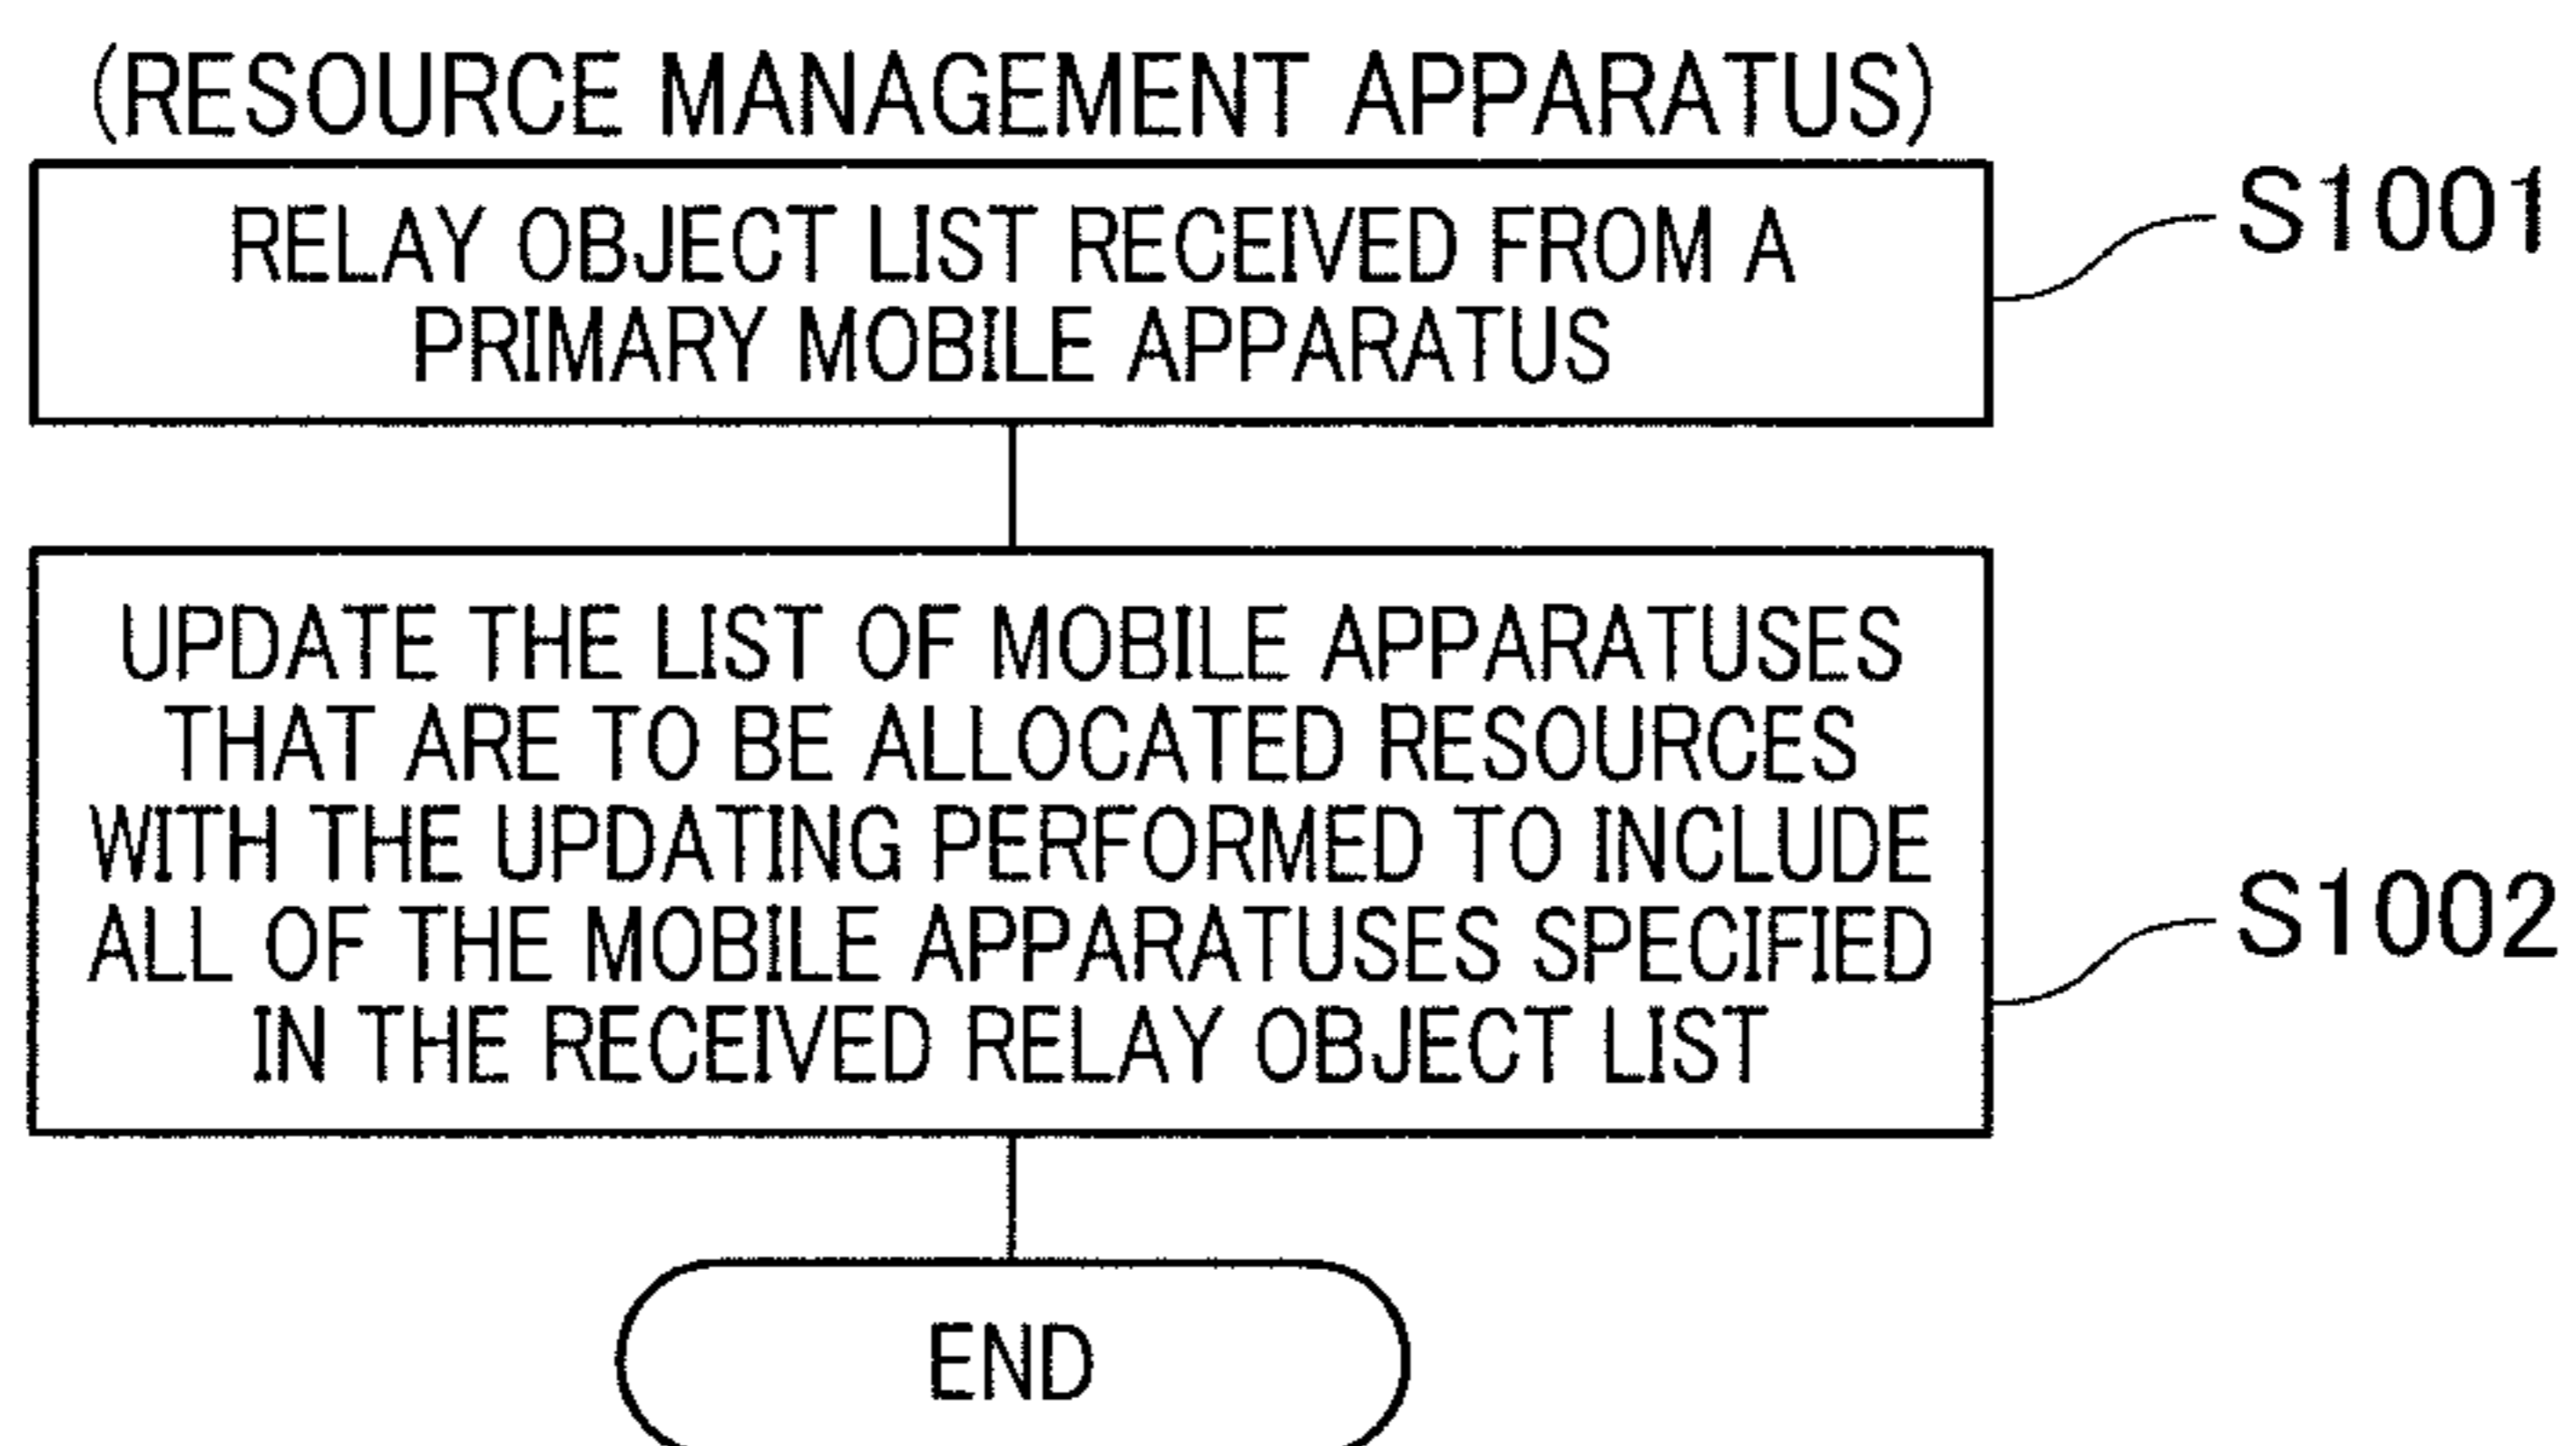 (RESOURCE MANAGEMENT APPARATUS)
RELAY OBJECT LIST RECEIVED FROM A
PRIMARY MOBILE APPARATUS
S1001
UPDATE THE LIST OF MOBILE APPARATUSES
THAT ARE TO BE ALLOCATED RESOURCES
WITH THE UPDATING PERFORMED TO INCLUDE
ALL OF THE MOBILE APPARATUSES SPECIFIED
IN THE RECEIVED RELAY OBJECT LIST
S1002
END